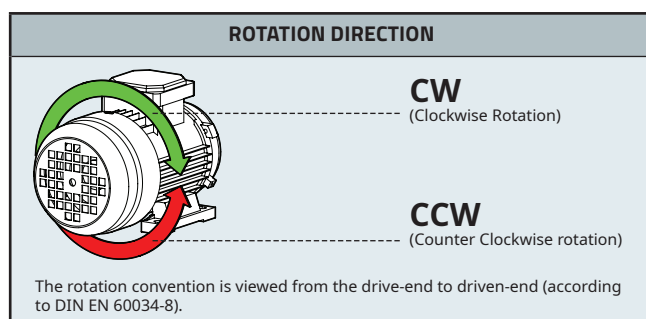 ROTATION DIRECTION
CW
(Clockwise Rotation)
CCW
(Counter Clockwise rotation)
The rotation convention is viewed from the drive-end to driven-end (according
to DIN EN 60034-8).